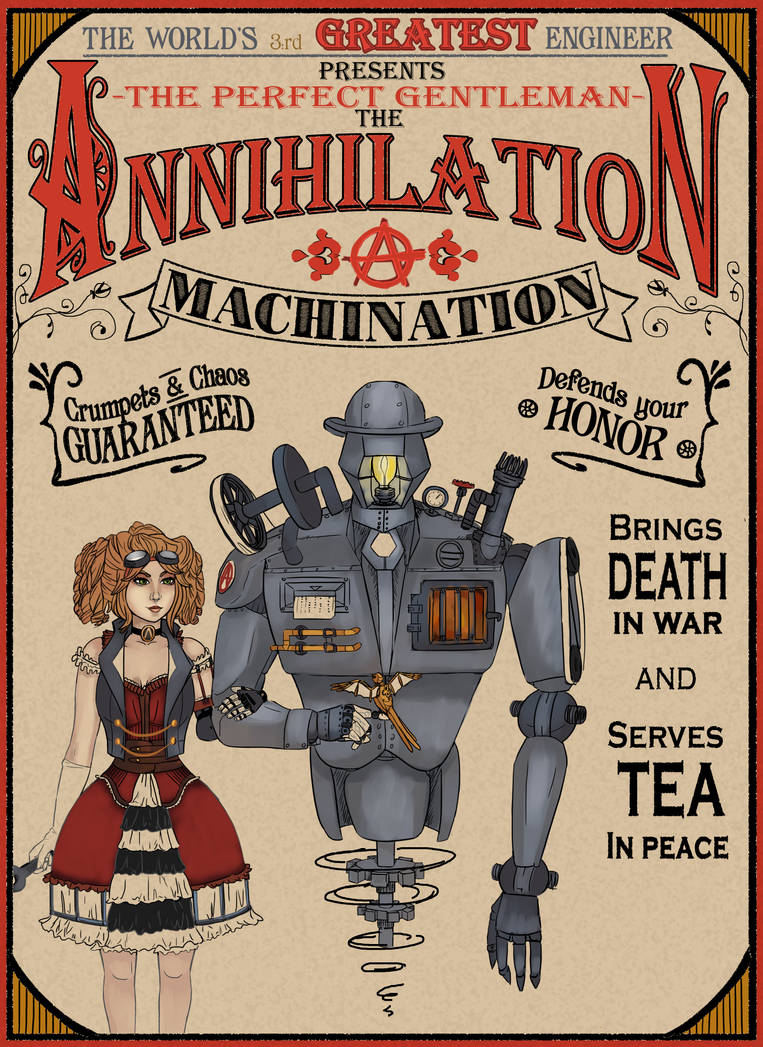 THE WORLD'S 3rd GREATEST ENGINEER
PRESENTS
-THE PERFECT GENTLEMAN-
THE
ANNIHILATION
A
MACHINATION
Crumpets & Chaos
GUARANTEED
Defends your
HONOR
BRINGS
DEATH
IN WAR
AND
SERVES
TEA
IN PEACE
A